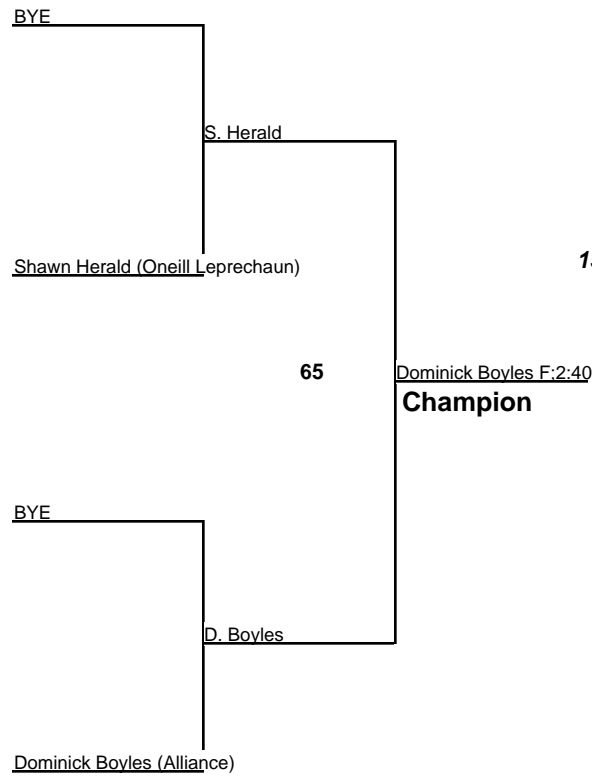 BYE
S. Herald
Shawn Herald (Oneill Leprechaun)
65
Dominick Boyles F;2:40
Champion
BYE
D. Boyles
Dominick Boyles (Alliance)